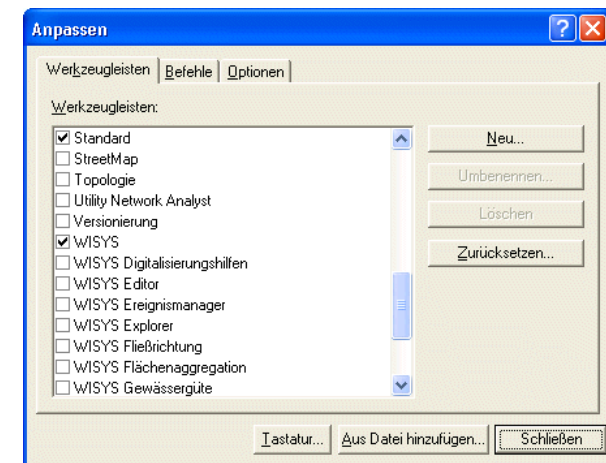 Anpassen
Werkzeugleisten Befehle Optionen
Werkzeugleisten:
Standard
StreetMap
Topologie
Utility Network Analyst
Versionierung
WISYS
WISYS Digitalisierungshilfen
WISYS Editor
WISYS Ereignismanager
WISYS Explorer
WISYS Fließrichtung
WISYS Flächenaggregation
WISYS Gewässergüte
Neu...
Umbenennen...
Löschen
Zurücksetzen...
Tastatur... Aus Datei hinzufügen... Schließen